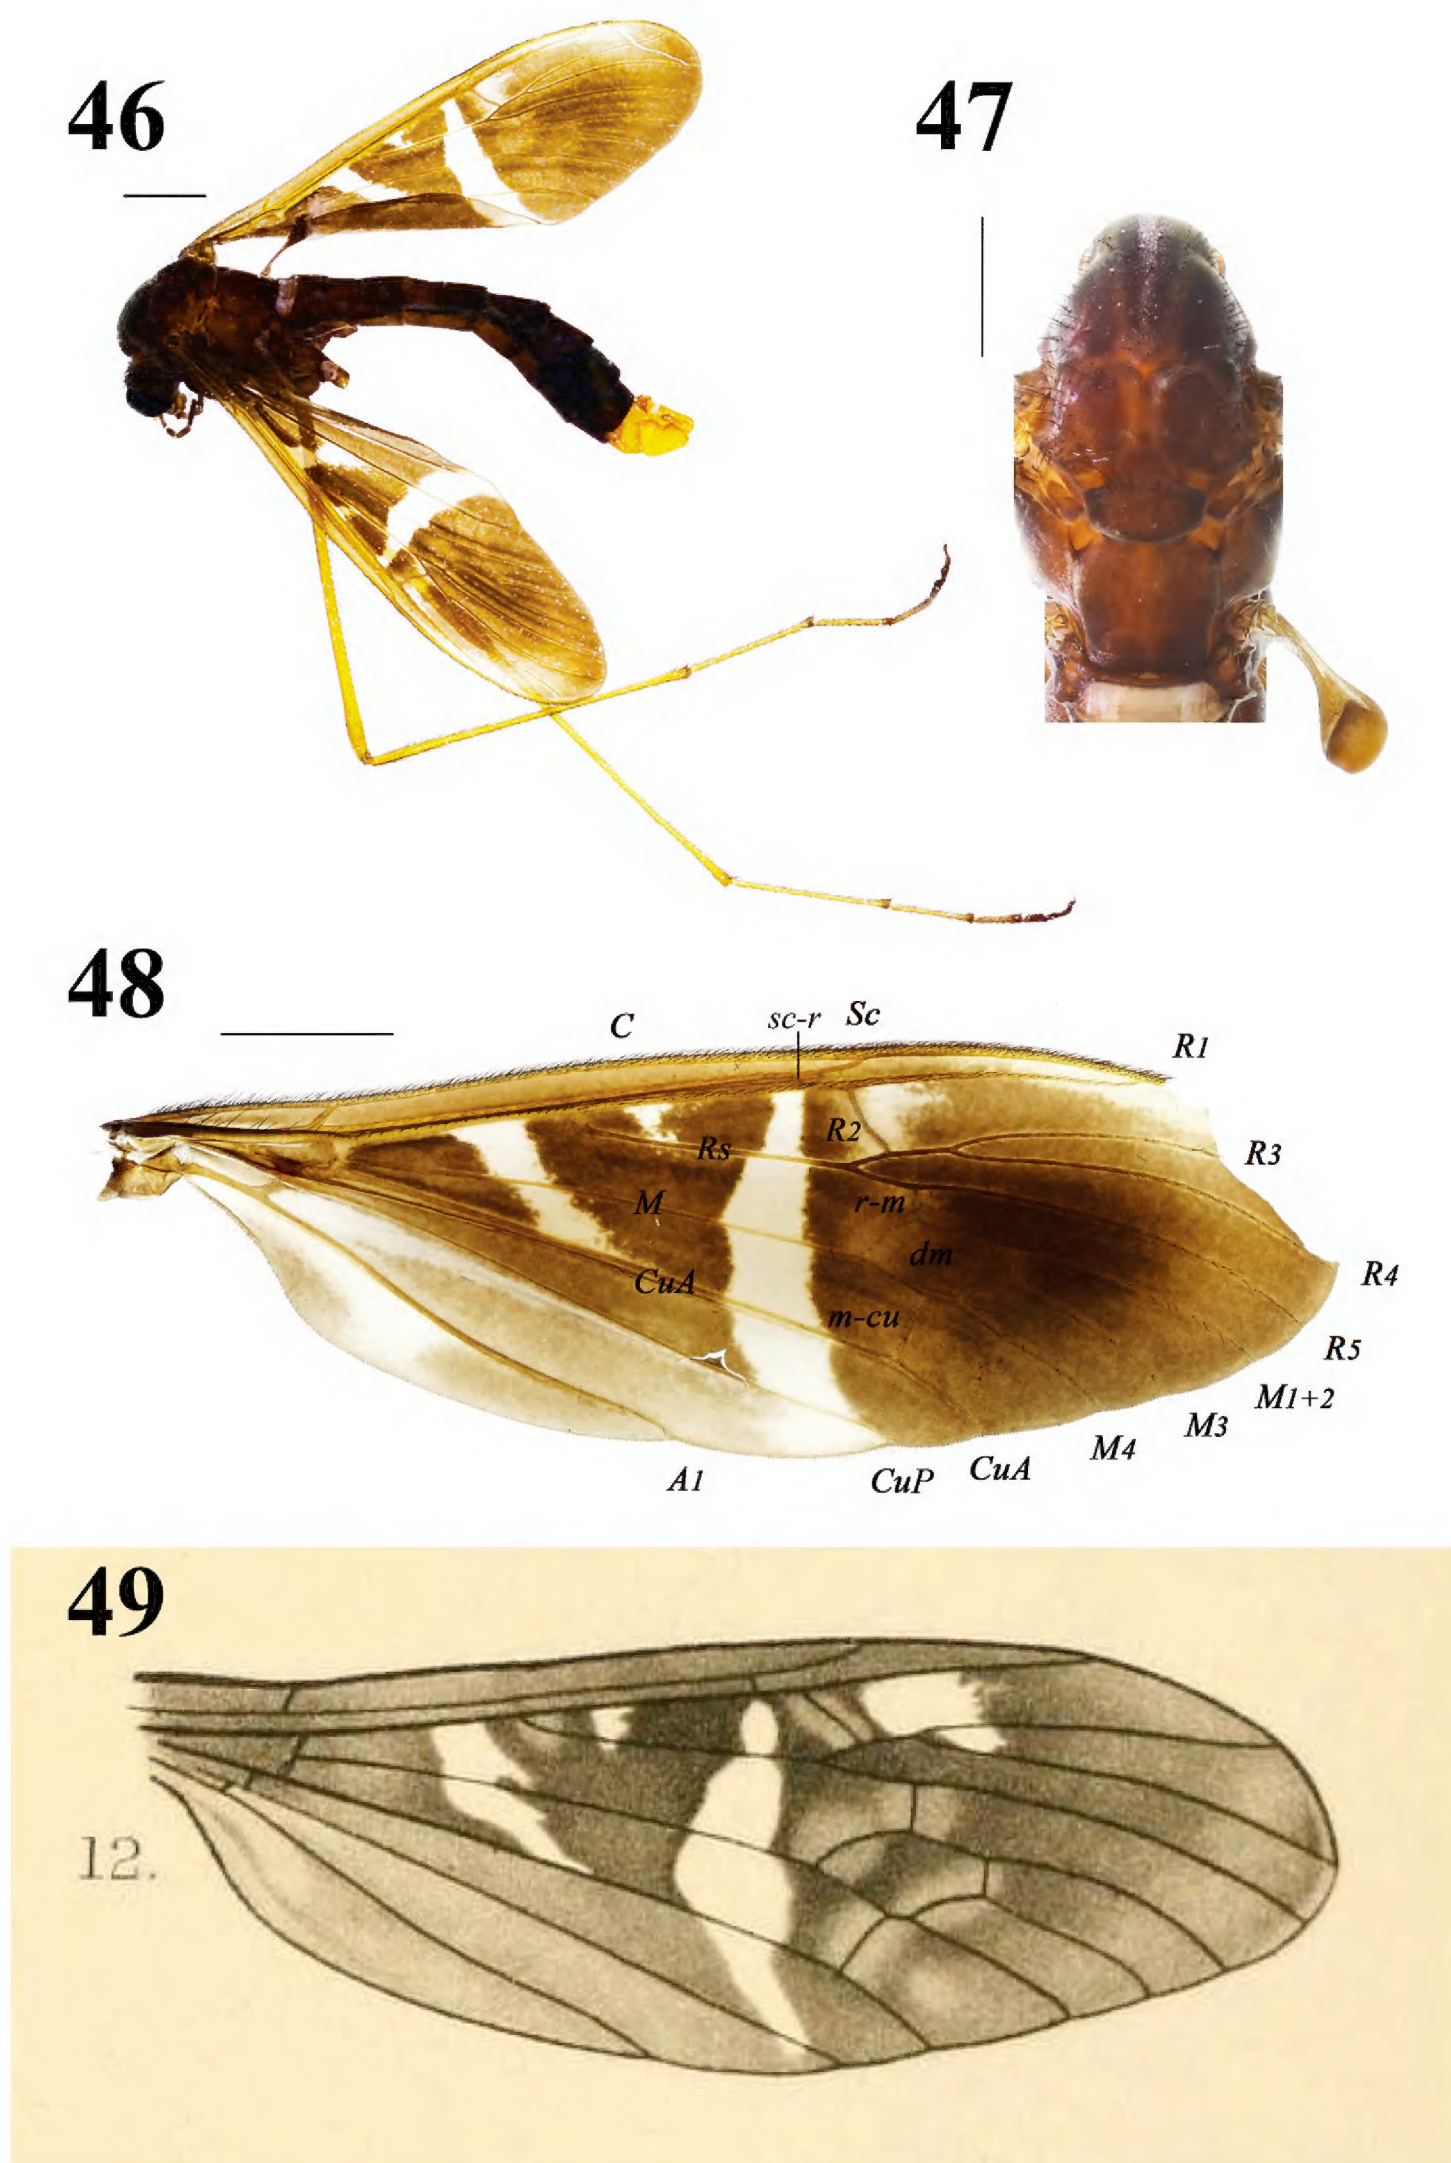 46
47
48
C sc-r Sc
R1
R2
Rs
R3
M r-m
dm
CuA
R4
m-cu
R5
M1+2
M3
M4
CuA
CuP
A1
49
12.